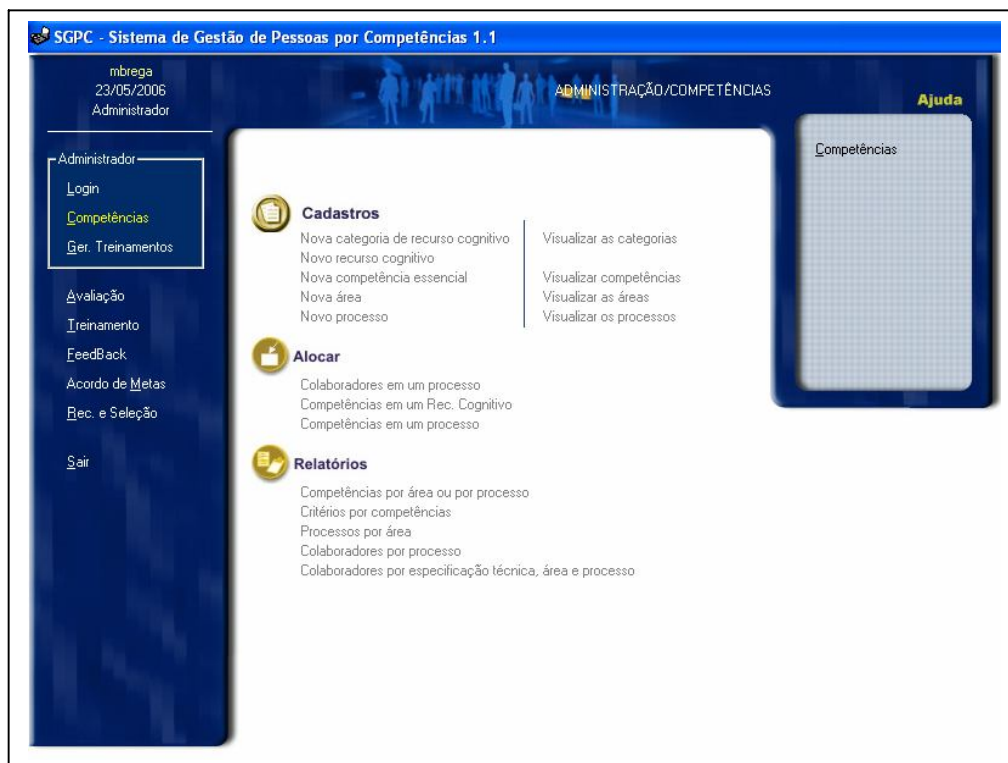 SGPC - Sistema de Gestão de Pessoas por Competências 1.1
mbrega
23/05/2006
Administrador
ADMINISTRAÇÃO/COMPETÊNCIAS
Ajuda
Competências
Administrador
Login
Competências
Ger. Treinamentos
Avaliação
Treinamento
FeedBack
Acordo de Metas
Rec. e Seleção
Sair
Cadastros
Nova categoria de recurso cognitivo
Visualizar as categorias
Novo recurso cognitivo
Nova competência essencial
Visualizar competências
Nova área
Visualizar as áreas
Novo processo
Visualizar os processos
Alocar
Colaboradores em um processo
Competências em um Rec. Cognitivo
Competências em um processo
Relatórios
Competências por área ou por processo
Critérios por competências
Processos por área
Colaboradores por processo
Colaboradores por especificação técnica, área e processo